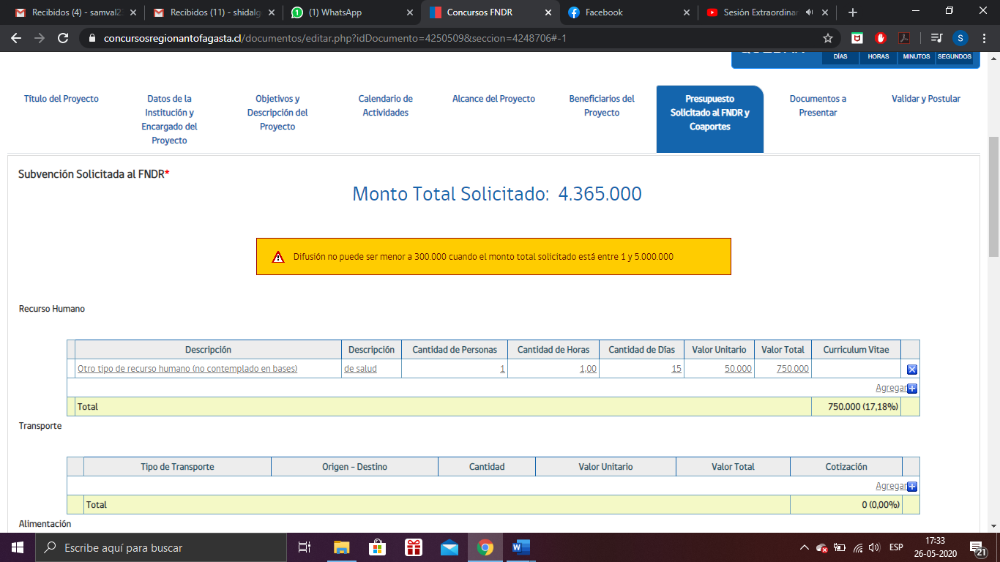 Recibidos (4) - samval2
Recibidos (11) - shidalg
(1) WhatsApp
Concursos FNDR
Facebook
Sesión Extraordinar
concursosregionantofagasta.cl/documentos/editar.php?idDocumento=4250509&seccion=4248706#-1
S
DÍAS HORAS MINUTOS SEGUNDOS
Título del Proyecto
Datos de la
Institución y
Encargado del
Proyecto
Objetivos y
Descripción del
Proyecto
Calendario de
Actividades
Alcance del Proyecto
Beneficiarios del
Proyecto
Presupuesto
Solicitado al FNDR y
Coaportes
Documentos a
Presentar
Validar y Postular
Subvención Solicitada al FNDR*
Monto Total Solicitado: 4.365.000
Difusión no puede ser menor a 300.000 cuando el monto total solicitado está entre 1 y 5.000.000
Recurso Humano
Descripción Descripción Cantidad de Personas Cantidad de Horas Cantidad de Días Valor Unitario Valor Total Curriculum Vitae
Otro tipo de recurso humano (no contemplado en bases) de salud 1 1,00 15 50.000 750.000
Agregar
Total 750.000 (17,18%)
Transporte
Tipo de Transporte Origen - Destino Cantidad Valor Unitario Valor Total Cotización
Agregar
Total 0 (0,00%)
Alimentación
Escribe aquí para buscar
ESP
17:33
26-05-2020
21